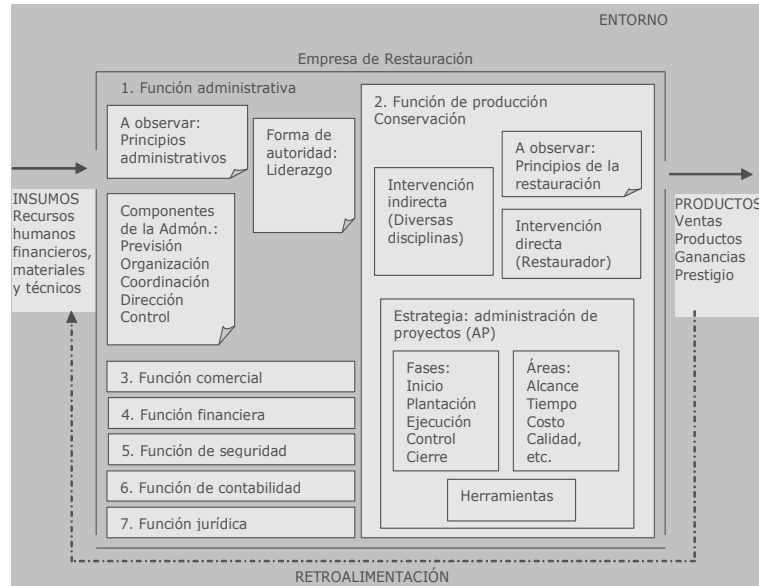 ENTORNO
Empresa de Restauración
1. Función administrativa
A observar:
Principios
administrativos
Forma de
autoridad:
Liderazgo
Componentes
de la Admón.:
Previsión
Organización
Coordinación
Dirección
Control
3. Función comercial
4. Función financiera
5. Función de seguridad
6. Función de contabilidad
7. Función jurídica
2. Función de producción
Conservación
Intervención
indirecta
(Diversas
disciplinas)
A observar:
Principios de la
restauración
Intervención
directa
(Restaurador)
Estrategia: administración de
proyectos (AP)
Fases:
Inicio
Plantación
Ejecución
Control
Cierre
Áreas:
Alcance
Tiempo
Costo
Calidad,
etc.
Herramientas
INSUMOS
Recursos
humanos
financieros,
materiales
y técnicos
PRODUCTOS
Ventas
Productos
Ganancias
Prestigio
RETROALIMENTACIÓN